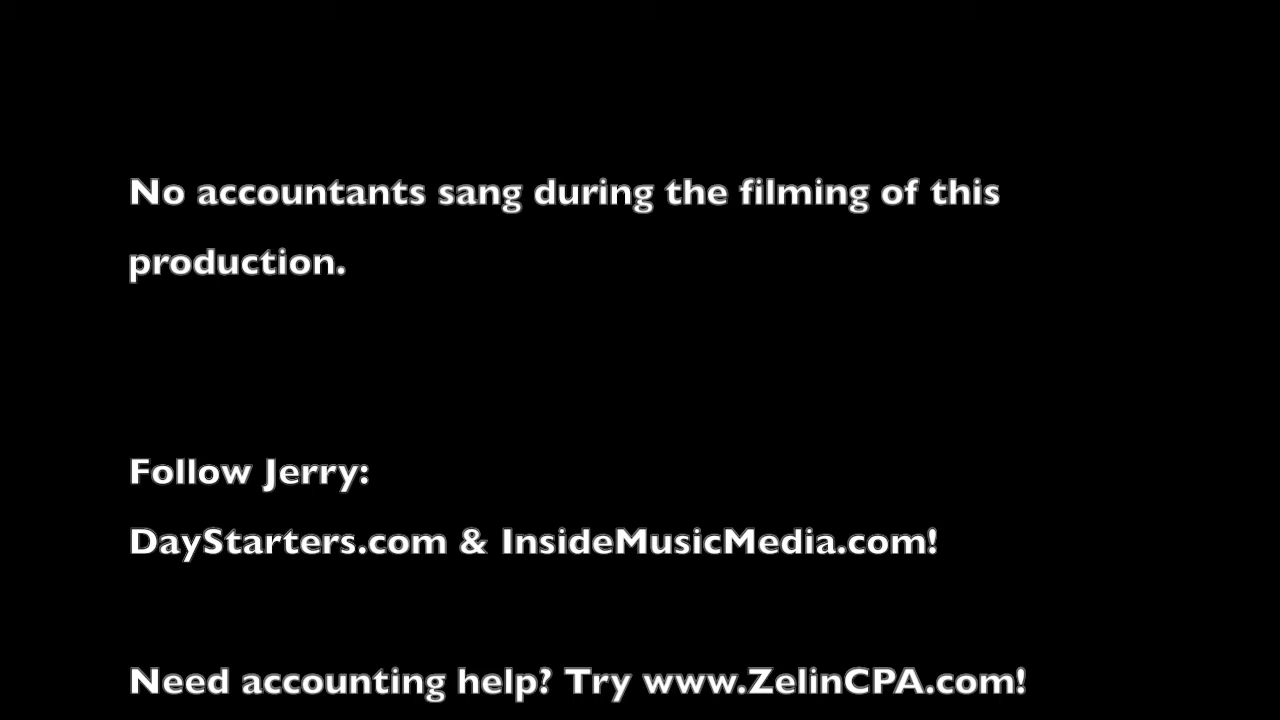 No accountants sang during the filming of this
production.
Follow Jerry:
DayStarters.com & InsideMusicMedia.com!
Need accounting help? Try www.ZelinCPA.com!